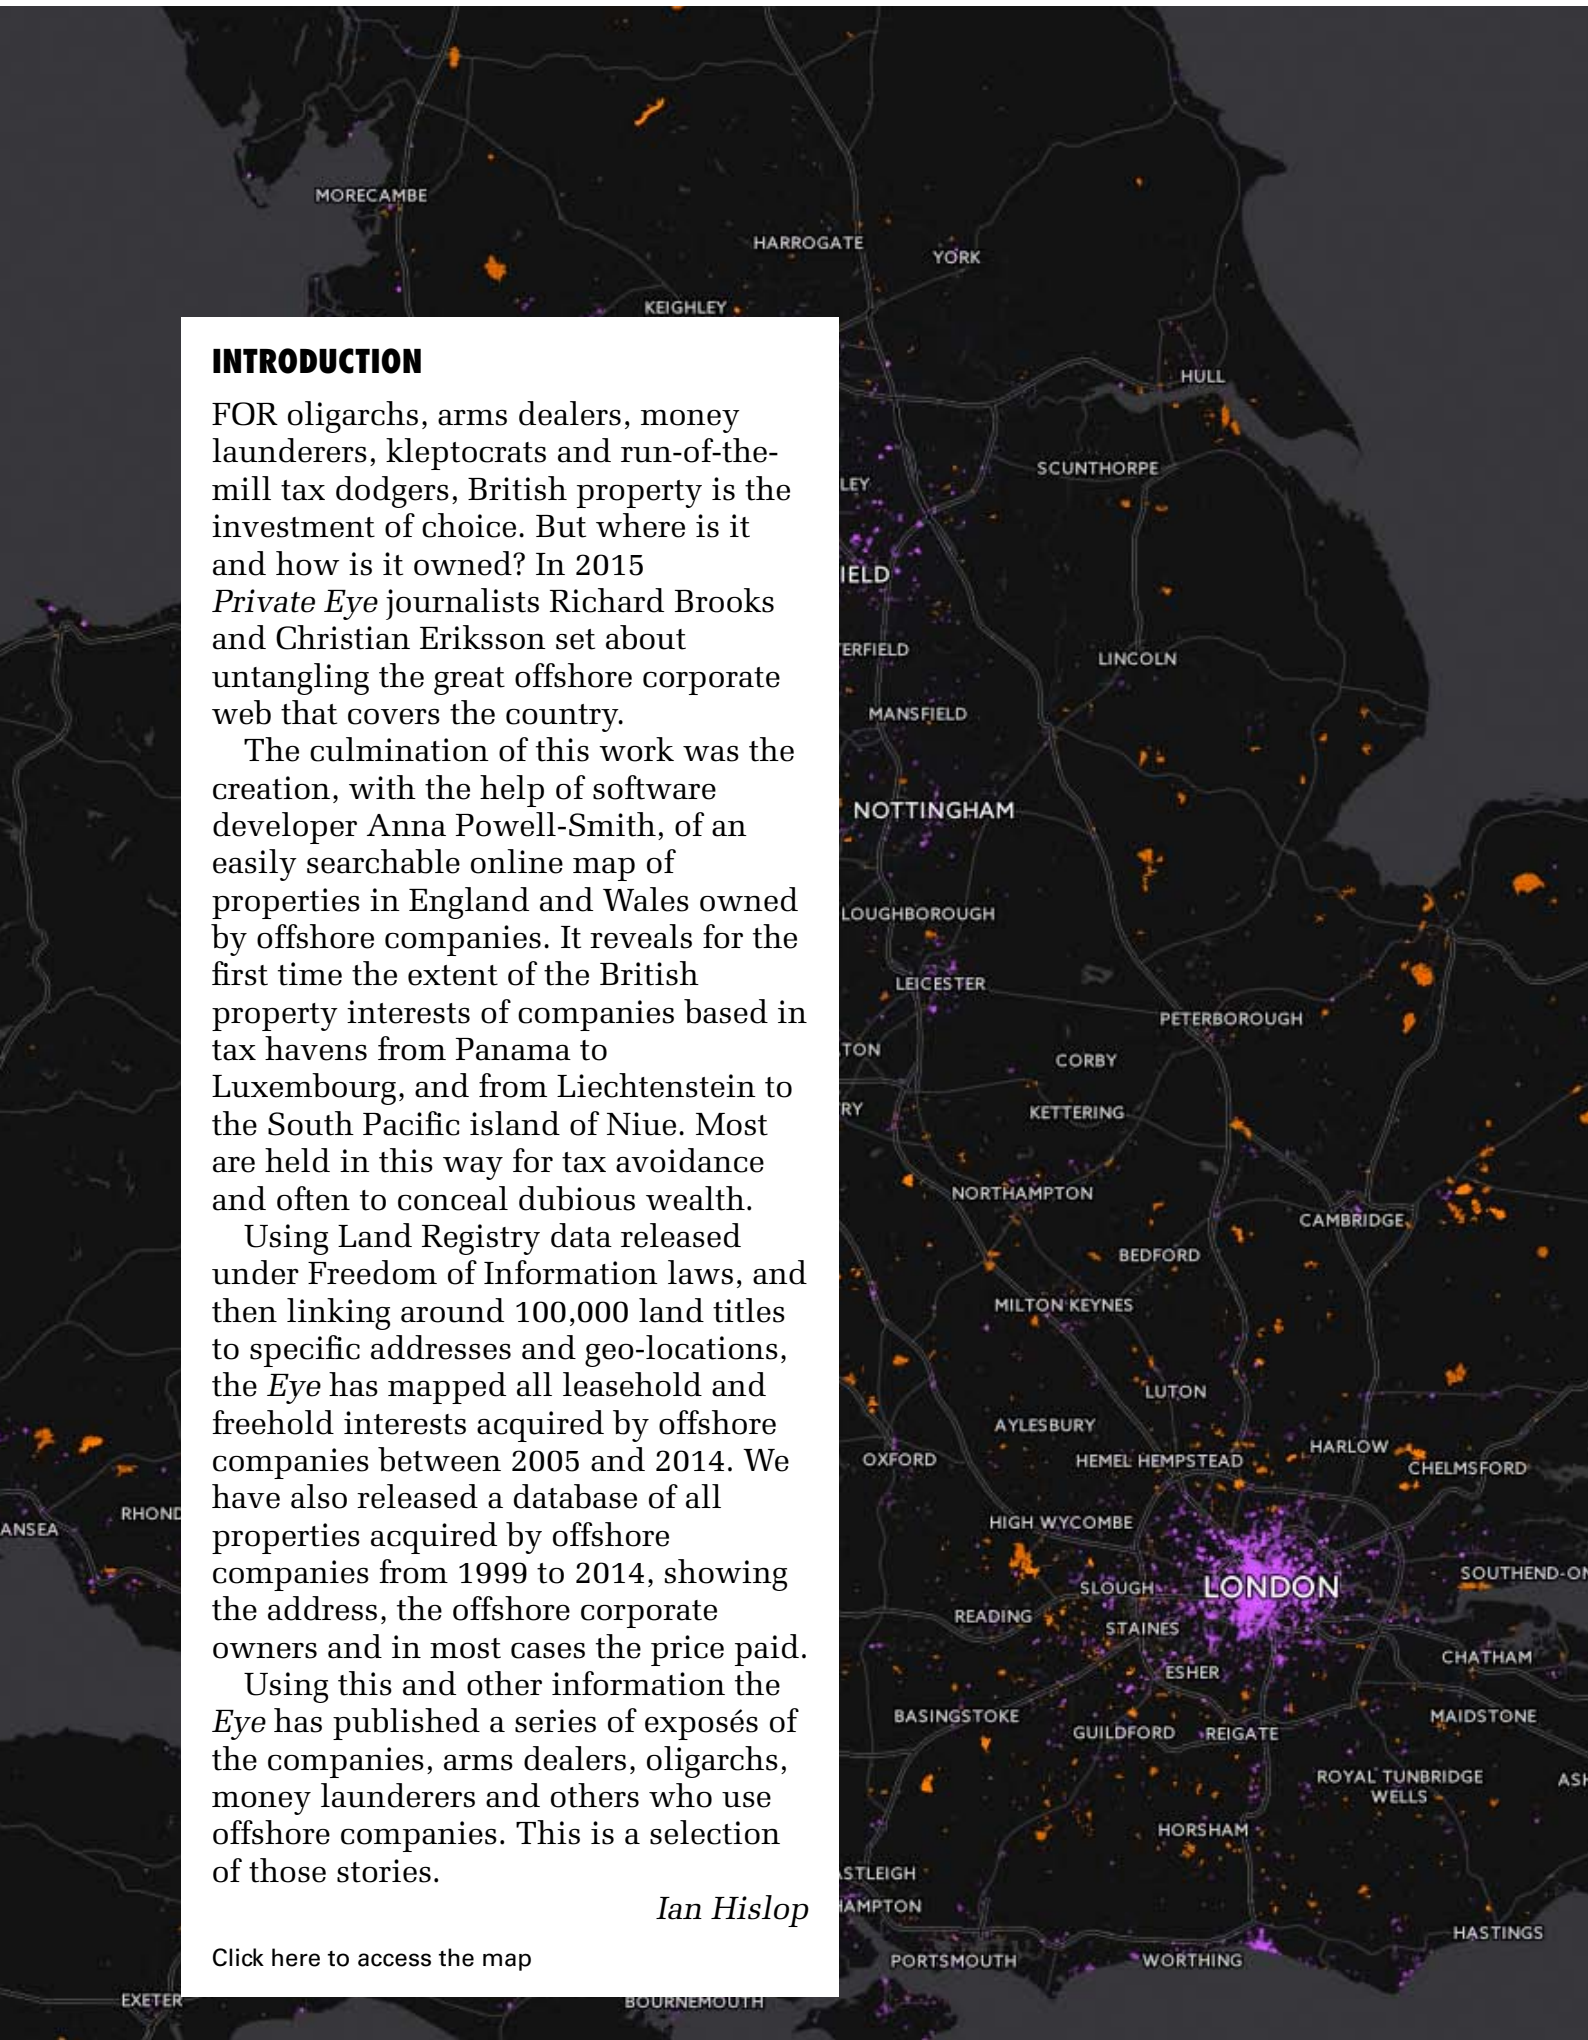 MORECAMBE
HARROGATE
YORK
KEIGHLEY
INTRODUCTION
FOR oligarchs, arms dealers, money
launderers, kleptocrats and run-of-the-
mill tax dodgers, British property is the
investment of choice. But where is it
and how is it owned? In 2015
Private Eye journalists Richard Brooks
and Christian Eriksson set about
untangling the great offshore corporate
web that covers the country.
The culmination of this work was the
creation, with the help of software
developer Anna Powell-Smith, of an
easily searchable online map of
properties in England and Wales owned
by offshore companies. It reveals for the
first time the extent of the British
property interests of companies based in
tax havens from Panama to
Luxembourg, and from Liechtenstein to
the South Pacific island of Niue. Most
are held in this way for tax avoidance
and often to conceal dubious wealth.
Using Land Registry data released
under Freedom of Information laws, and
then linking around 100,000 land titles
to specific addresses and geo-locations,
the Eye has mapped all leasehold and
freehold interests acquired by offshore
companies between 2005 and 2014. We
have also released a database of all
properties acquired by offshore
companies from 1999 to 2014, showing
the address, the offshore corporate
owners and in most cases the price paid.
Using this and other information the
Eye has published a series of exposés of
the companies, arms dealers, oligarchs,
money launderers and others who use
offshore companies. This is a selection
of those stories.
Ian Hislop
Click here to access the map
HULL
SCUNTHORPE
LEY
IELD
ERFIELD
LINCOLN
MANSFIELD
NOTTINGHAM
LOUGHBOROUGH
LEICESTER
PETERBOROUGH
TON
CORBY
RY
KETTERING
NORTHAMPTON
CAMBRIDGE
BEDFORD
MILTON KEYNES
LUTON
AYLESBURY
HARLOW
OXFORD
HEMEL HEMPSTEAD
CHELMSFORD
RHOND
ANSEA
HIGH WYCOMBE
SOUTHEND-ON
SLOUGH
LONDON
READING
STAINES
CHATHAM
ESHER
BASINGSTOKE
MAIDSTONE
GUILDFORD
REIGATE
ROYAL TUNBRIDGE
WELLS
ASH
HORSHAM
ASTLEIGH
HAMPTON
HASTINGS
PORTSMOUTH
WORTHING
EXETER
BOURNEMOUTH